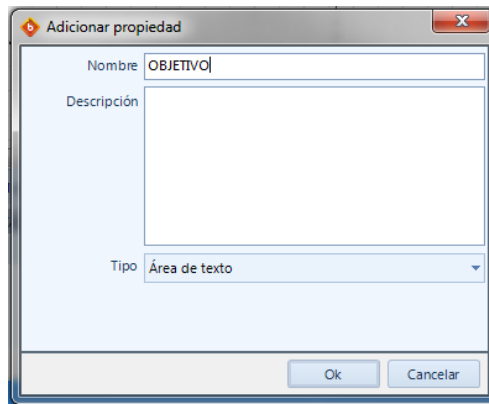 Adicionar propiedad
Nombre OBJETIVO
Descripción
Tipo Área de texto
Ok Cancelar